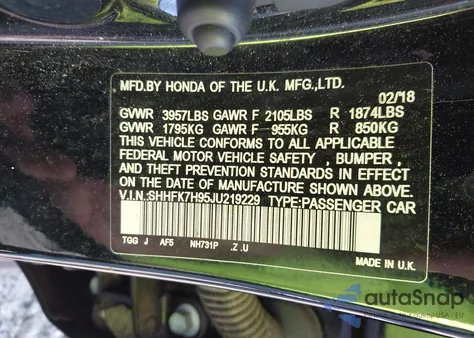 MFD.BY HONDA OF THE U.K. MFG.,LTD.
02/18
GVWR 3957LBS GAWR F 2105LBS R 1874LBS
GVWR 1795KG GAWR F 955KG R 850KG
THIS VEHICLE CONFORMS TO ALL APPLICABLE
FEDERAL MOTOR VEHICLE SAFETY , BUMPER ,
AND THEFT PREVENTION STANDARDS IN EFFECT
ON THE DATE OF MANUFACTURE SHOWN ABOVE.
V.I.N.:SHHFK7H95JU219229 TYPE:PASSENGER CAR
TGG J AF5 NH731P .Z .U
MADE IN U.K.
autoSnap
USA - EU